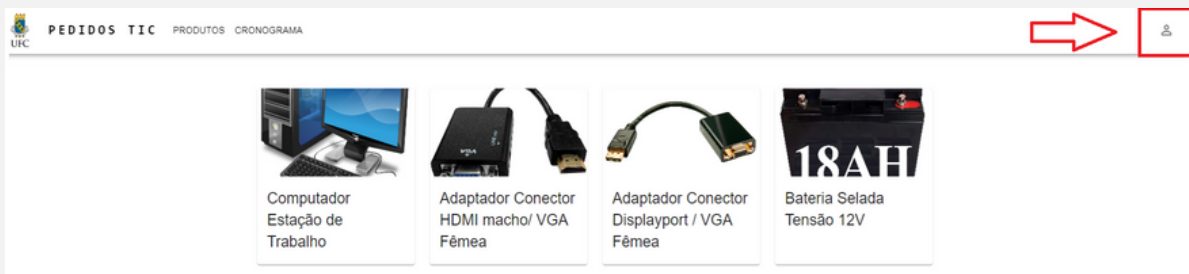 UFC
PEDIDOS TIC PRODUTOS CRONOGRAMA
VGA
18AH
Computador
Estação de
Trabalho
Adaptador Conector
HDMI macho/ VGA
Fêmea
Adaptador Conector
Displayport / VGA
Fêmea
Bateria Selada
Tensão 12V